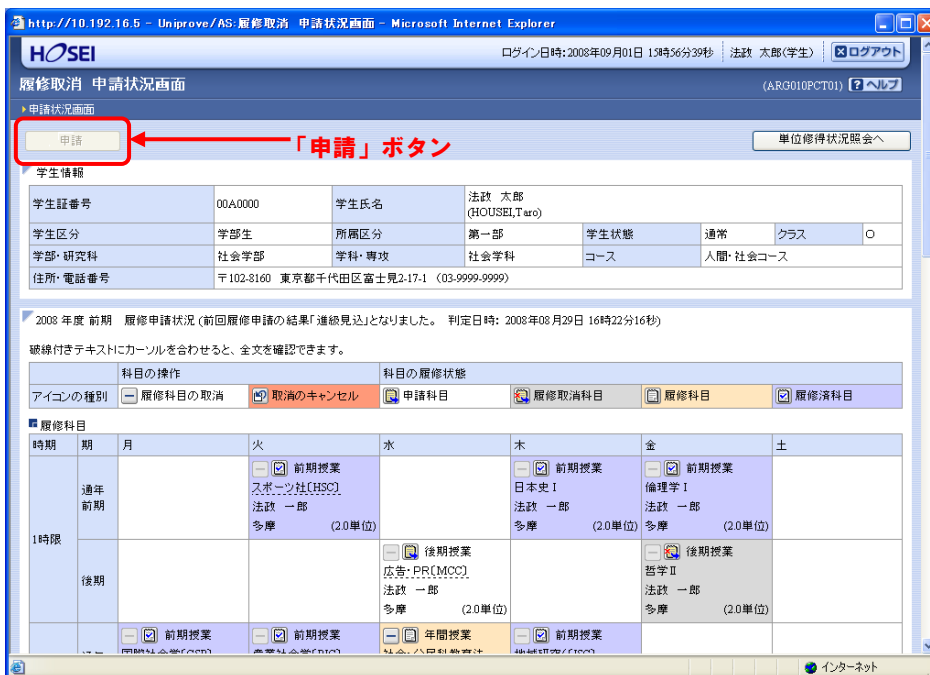 http://10.192.16.5 - Uniprove/AS:履修取消 申請状況画面 - Microsoft Internet Explorer
HOSEI
ログイン日時:2008年09月01日 15時56分39秒 法政 太郎(学生) ログアウト
履修取消 申請状況画面
(ARG010PCT01) ? ヘルプ
申請状況画面
申請
「申請」ボタン
単位修得状況照会へ
学生情報
学生証番号 00A0000 学生氏名 法政 太郎
(HOUSEI,Taro)
学生区分 学部生 所属区分 第一部 学生状態 通常 クラス ○
学部・研究科 社会学部 学科・専攻 社会学科 コース 人間・社会コース
住所・電話番号 〒102-8160 東京都千代田区富士見2-17-1 (03-9999-9999)
2008 年度 前期 履修申請状況 (前回履修申請の結果「進級見込」となりました。 判定日時: 2008年08月29日 16時22分16秒)
破線付きテキストにカーソルを合わせると、全文を確認できます。
科目の操作 科目の履修状態
アイコンの種別 履修科目の取消 取消のキャンセル 申請科目 履修取消科目 履修科目 履修済科目
履修科目
時期 期 月 火 水 木 金 土
1時限
通年
前期
前期授業
スポーツ社[HSC]
法政 一郎
多摩 (2.0単位)
前期授業
日本史Ⅰ
法政 一郎
多摩 (2.0単位)
前期授業
倫理学Ⅰ
法政 一郎
多摩 (2.0単位)
後期
後期授業
広告・PR[MCC]
法政 一郎
多摩 (2.0単位)
後期授業
哲学Ⅱ
法政 一郎
多摩 (2.0単位)
前期授業 前期授業 年間授業 前期授業
インターネット